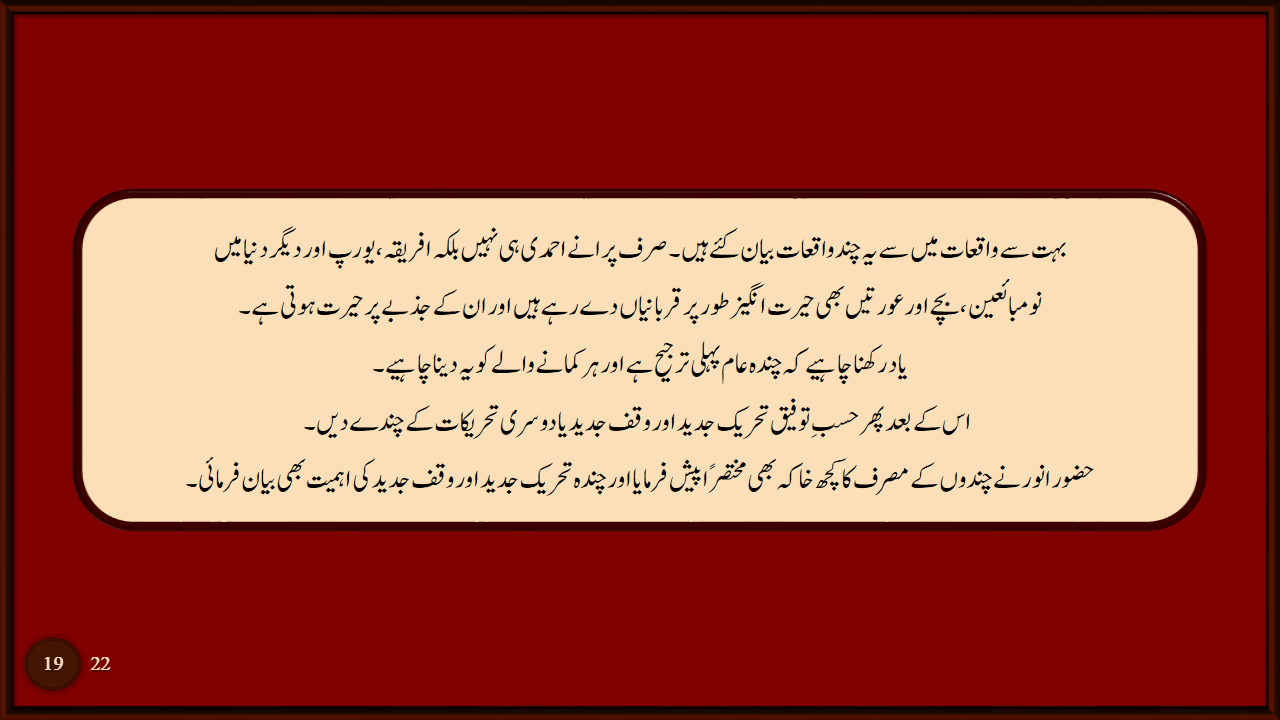 بہت سے واقعات میں سے یہ چند واقعات بیان کئے ہیں۔ صرف پرانے احمدی ہی نہیں بلکہ افریقہ، یورپ اور دیگر دنیا میں
نو مبائعین، بچے اور عورتیں بھی حیرت انگیز طور پر قربانیاں دے رہے ہیں اور ان کے جذبے پر حیرت ہوتی ہے۔
یاد رکھنا چاہیے کہ چندہ عام پہلی ترجیح ہے اور ہر کمانے والے کو یہ دینا چاہیے۔
اس کے بعد پھر حسبِ توفیق تحریک جدید اور وقف جدید یا دوسری تحریکات کے چندے دیں۔
حضور انور نے چندوں کے مصرف کا کچھ خاکہ بھی مختصراً پیش فرمایا اور چندہ تحریک جدید اور وقف جدید کی اہمیت بھی بیان فرمائی۔
19 22